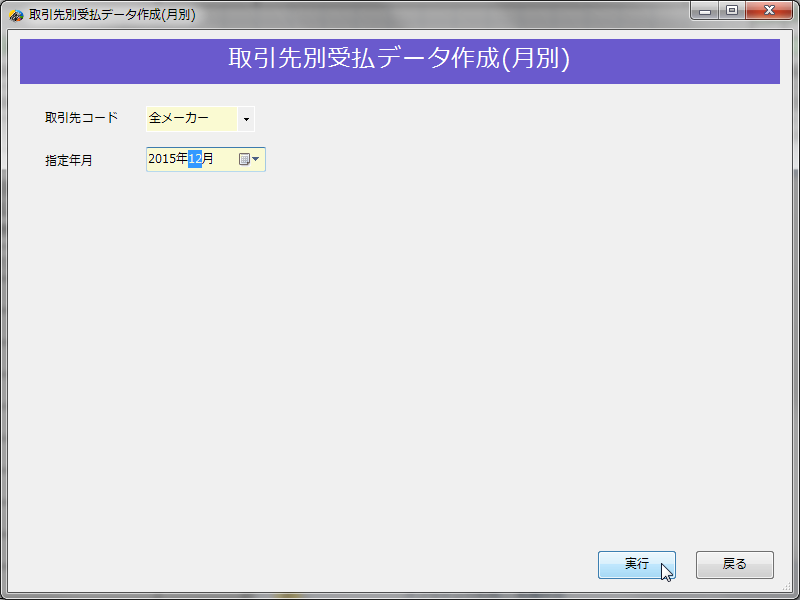 取引先別受払データ作成(月別)
取引先別受払データ作成(月別)
取引先コード 全メーカー
指定年月 2015年12月
実行 戻る